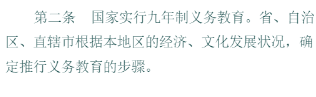 第二条　国家实行九年制义务教育。省、自治
区、直辖市根据本地区的经济、文化发展状况，确
定推行义务教育的步骤。